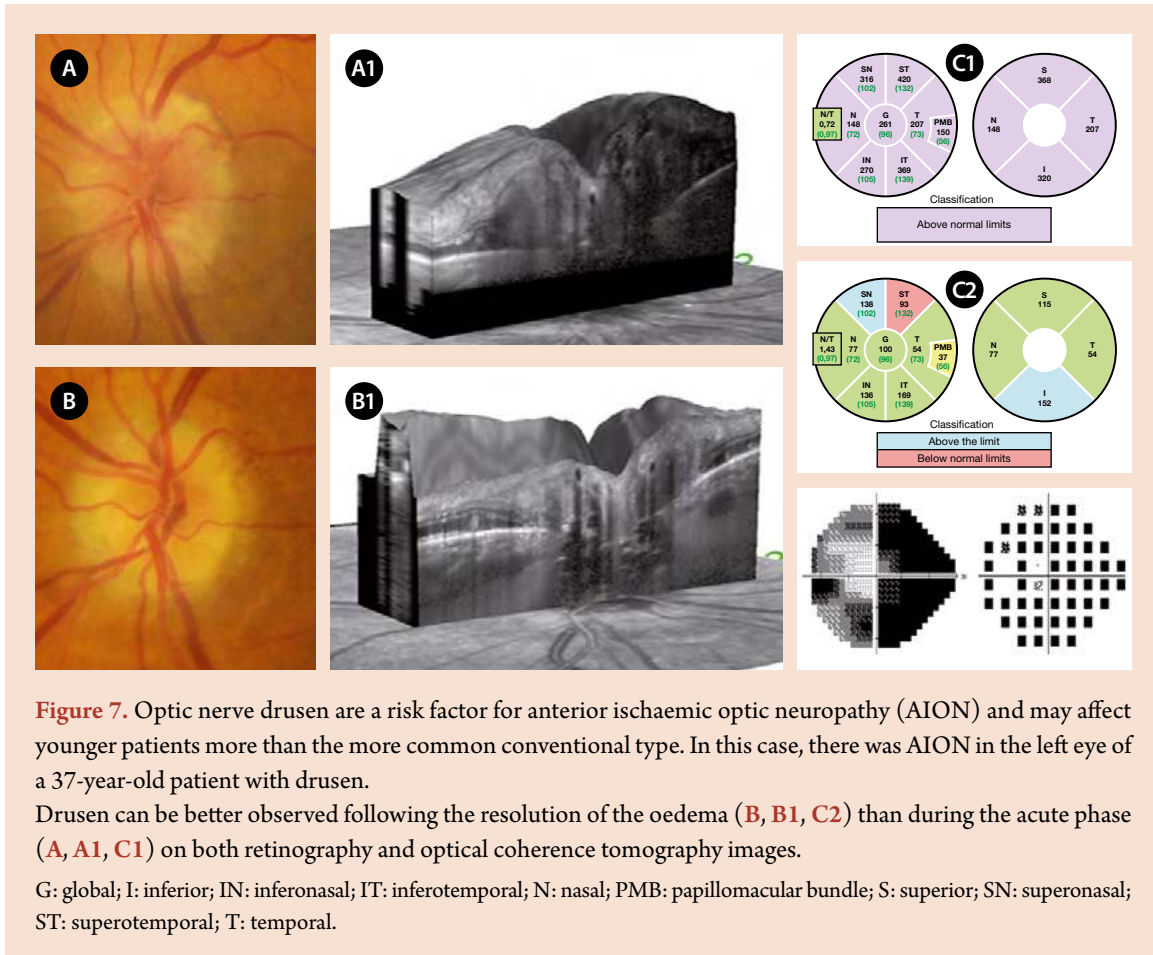 A
A1
C1
SN
316
(102)
ST
420
(132)
N/T
0,72
(0,97)
N
148
(72)
G
261
(96)
T
207
(73)
PMB
150
(56)
IN
270
(105)
IT
369
(139)
S
368
N
148
T
207
I
320
Classification
Above normal limits
B
B1
C2
SN
138
(102)
ST
93
(132)
N/T
1,43
(0,97)
N
77
(72)
G
100
(96)
T
54
(73)
PMB
37
(56)
IN
136
(105)
IT
169
(139)
S
115
N
77
T
54
I
152
Classification
Above the limit
Below normal limits
Figure 7. Optic nerve drusen are a risk factor for anterior ischaemic optic neuropathy (AION) and may affect
younger patients more than the more common conventional type. In this case, there was AION in the left eye of
a 37-year-old patient with drusen.
Drusen can be better observed following the resolution of the oedema (B, B1, C2) than during the acute phase
(A, A1, C1) on both retinography and optical coherence tomography images.
G: global; I: inferior; IN: inferonasal; IT: inferotemporal; N: nasal; PMB: papillomacular bundle; S: superior; SN: superonasal;
ST: superotemporal; T: temporal.